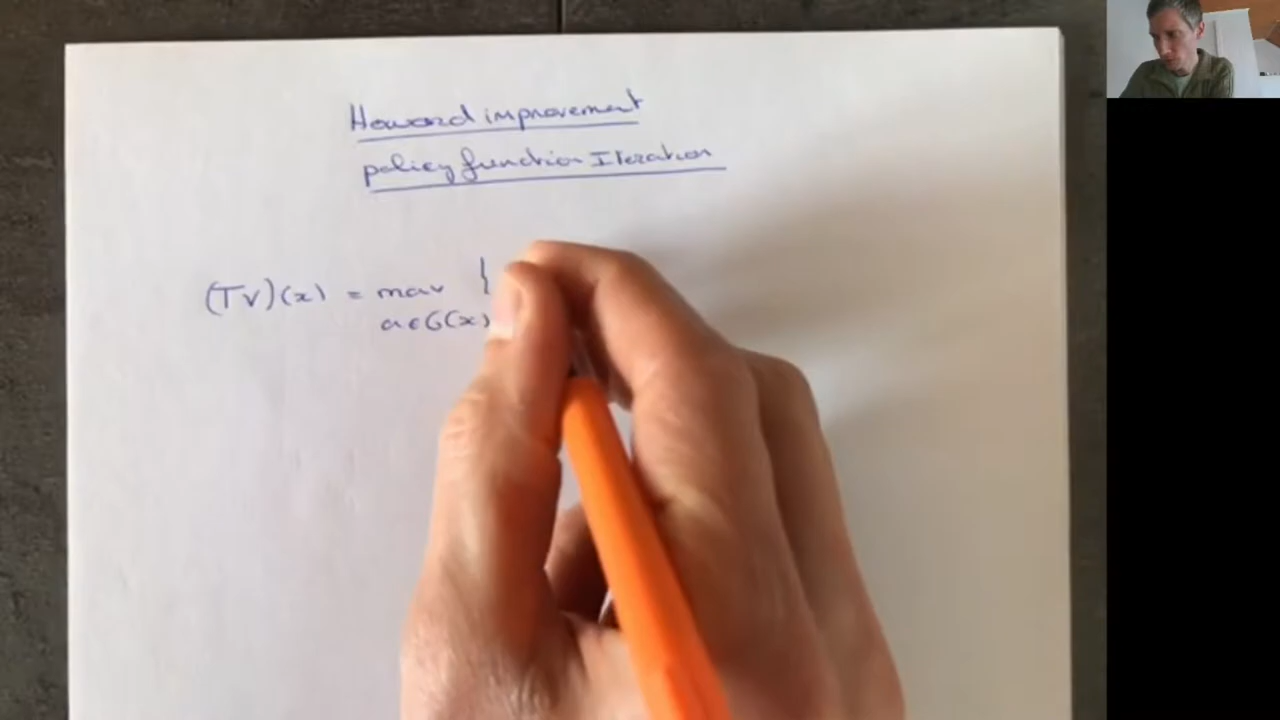 Howard improvement
policy function Iteration
(Tv)(x) = max {
a∈G(x)